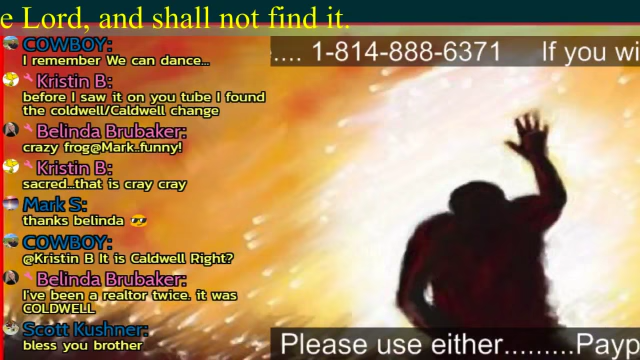 e Lord, and shall not find it.
COWBOY:
I remember We can dance...
.... 1-814-888-6371 If you wi
Kristin B:
before I saw it on you tube I found
the coldwell/Caldwell change
Belinda Brubaker:
crazy frog@Mark..funny!
Kristin B:
sacred...that is cray cray
Mark S:
thanks belinda 😎
COWBOY:
@Kristin B It is Caldwell Right?
Belinda Brubaker:
I've been a realtor twice. it was
COLDWELL
Scott Kushner:
bless you brother
Please use either.........Payp